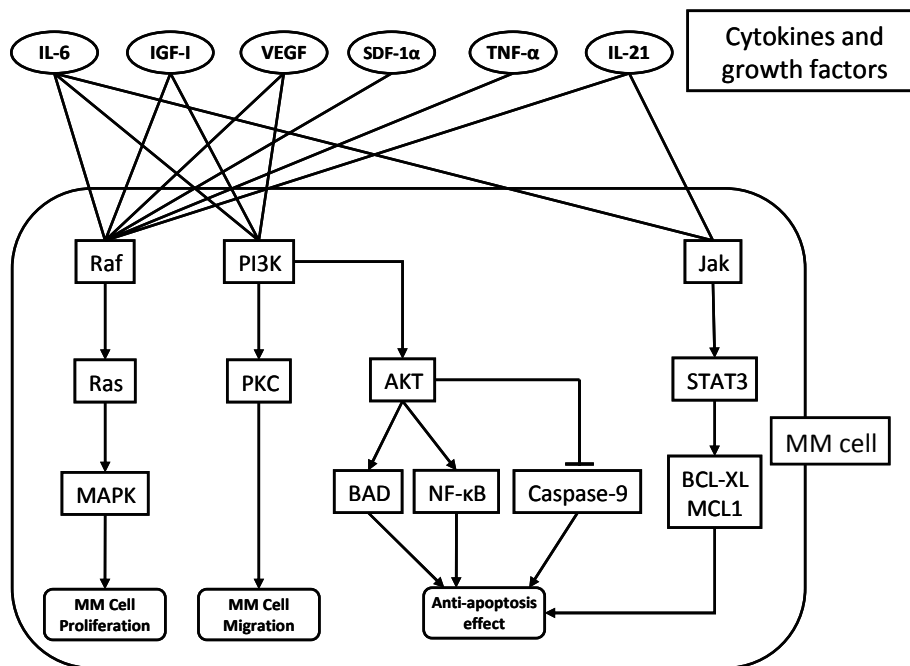 IL-6
IGF-I
VEGF
SDF-1α
TNF-α
IL-21
Cytokines and
growth factors
Raf
PI3K
Jak
Ras
PKC
AKT
STAT3
MM cell
MAPK
BAD
NF-κB
Caspase-9
BCL-XL
MCL1
MM Cell
Proliferation
MM Cell
Migration
Anti-apoptosis
effect